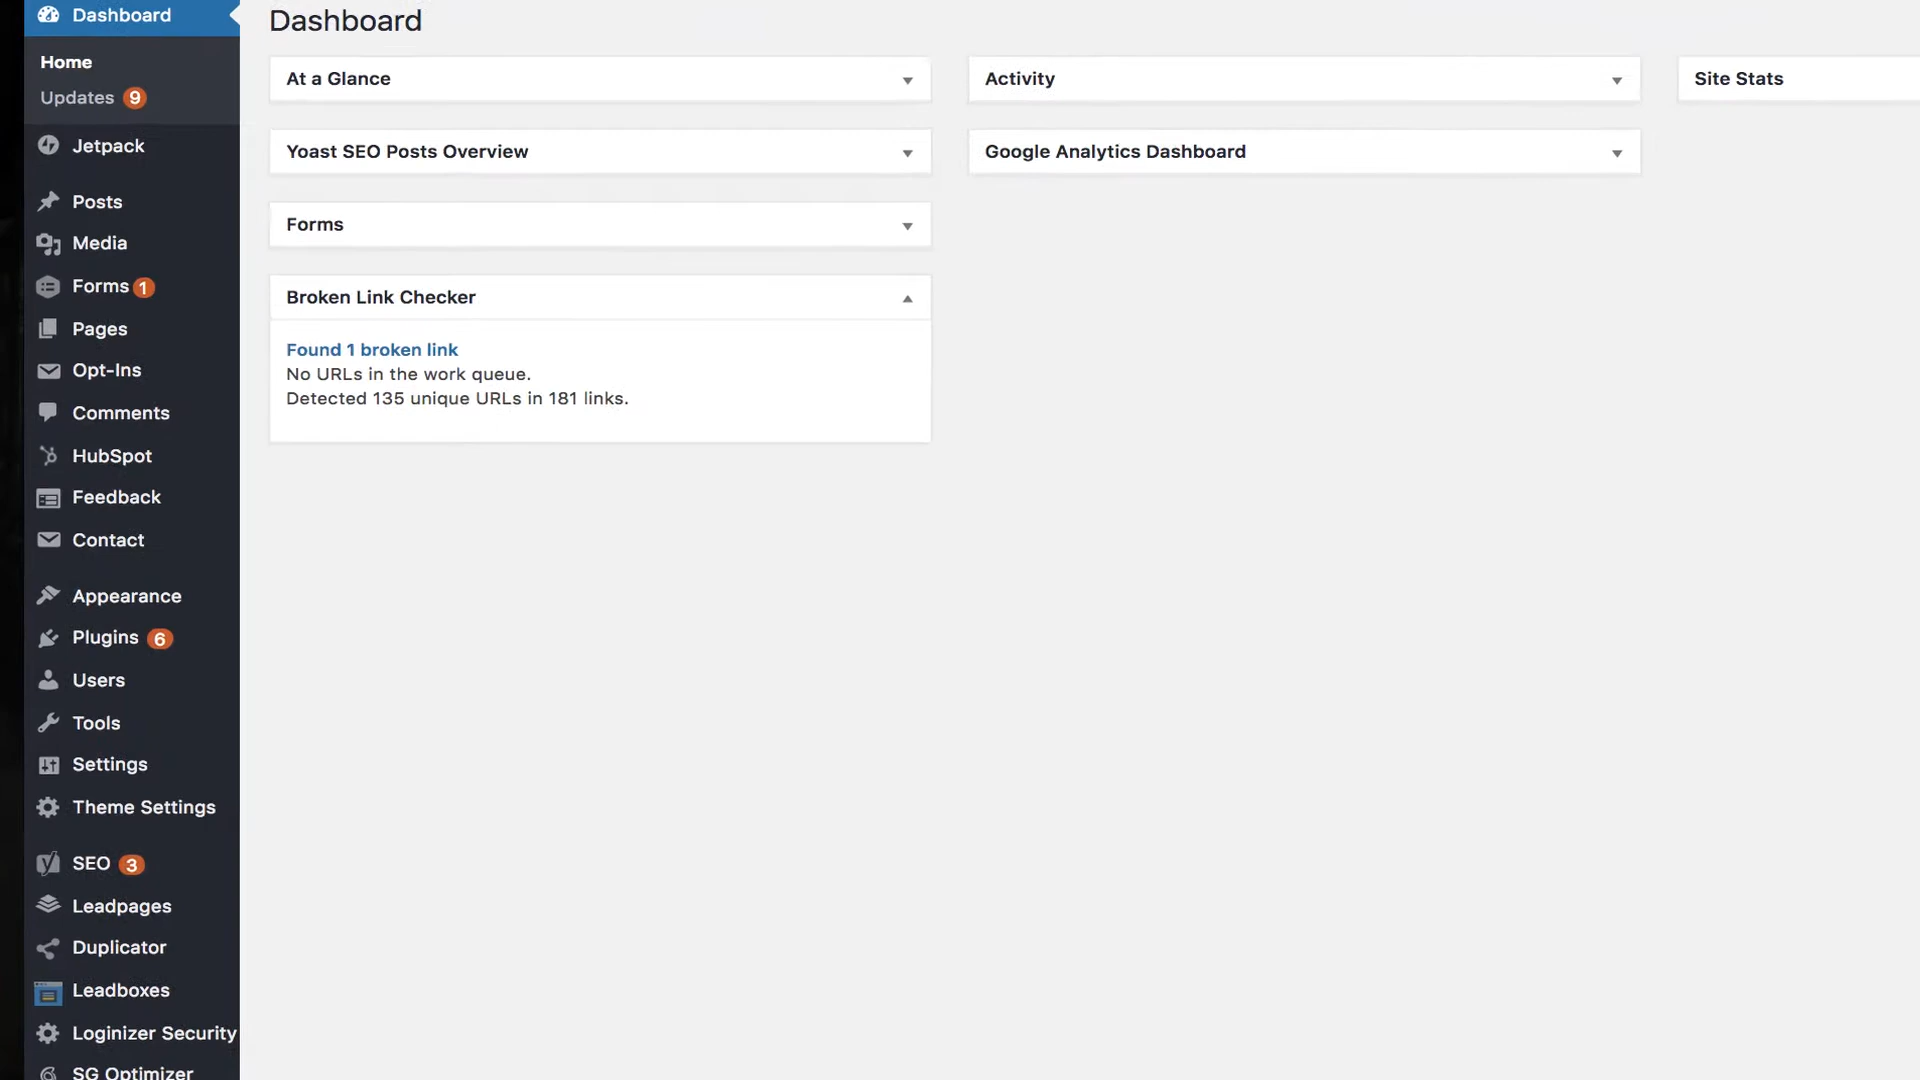 Dashboard
Home
Updates 9
Jetpack
Posts
Media
Forms 1
Pages
Opt-Ins
Comments
HubSpot
Feedback
Contact
Appearance
Plugins 6
Users
Tools
Settings
Theme Settings
SEO 3
Leadpages
Duplicator
Leadboxes
Loginizer Security
SG Optimizer
Dashboard
At a Glance
Yoast SEO Posts Overview
Forms
Broken Link Checker
Found 1 broken link
No URLs in the work queue.
Detected 135 unique URLs in 181 links.
Activity
Google Analytics Dashboard
Site Stats